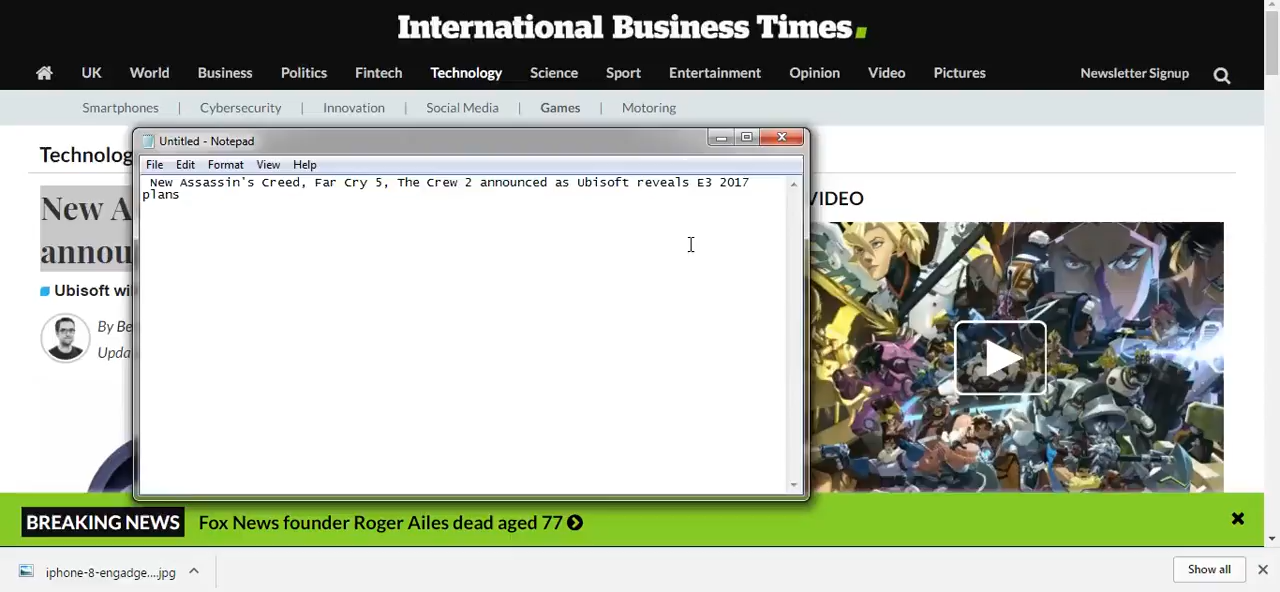 International Business Times
UK World Business Politics Fintech Technology Science Sport Entertainment Opinion Video Pictures Newsletter Signup
Smartphones | Cybersecurity | Innovation | Social Media | Games | Motoring
Technolog
Untitled - Notepad
File Edit Format View Help
New Assassin's Creed, Far Cry 5, The Crew 2 announced as Ubisoft reveals E3 2017
plans
VIDEO
New A
annou
Ubisoft wi
By Be
Upda
BREAKING NEWS Fox News founder Roger Ailes dead aged 77
iphone-8-engadge....jpg Show all